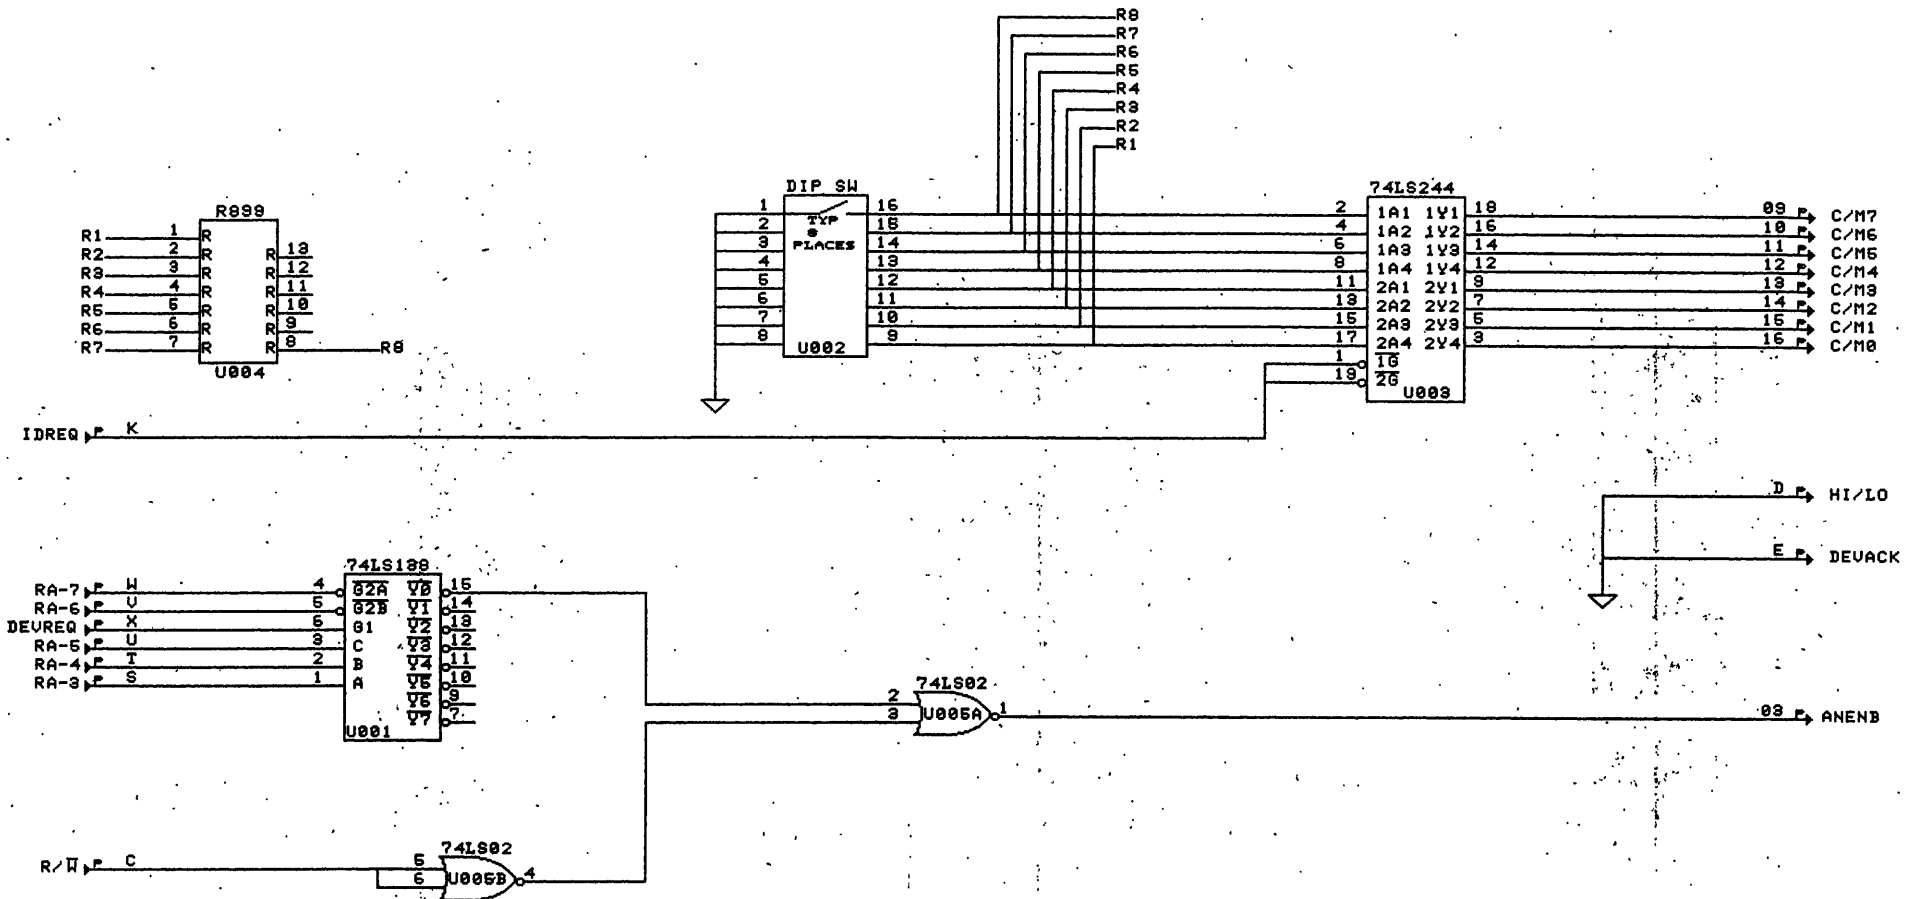 R8
R7
R6
R5
R4
R3
R2
R1
DIP SW
1 16
TYP
2 15
8
3 PLACES 14
4 13
5 12
6 11
7 10
8 9
U002
74LS244
2 1A1 1Y1 18 09 P C/M7
4 1A2 1Y2 16 10 P C/M6
6 1A3 1Y3 14 11 P C/M5
8 1A4 1Y4 12 12 P C/M4
11 2A1 2Y1 9 13 P C/M3
13 2A2 2Y2 7 14 P C/M2
15 2A3 2Y3 5 15 P C/M1
17 2A4 2Y4 3 16 P C/M0
1 1G
19 2G
U003
R899
R1 1 R
R2 2 R R 13
R3 3 R R 12
R4 4 R R 11
R5 5 R R 10
R6 6 R R 9
R7 7 R R 8 R8
U004
IDREQ P K
D P HI/LO
E P DEVACK
74LS138
RA-7 P W 4 G2A Y0 15
RA-6 P V 5 G2B Y1 14
DEVREQ P X 6 G1 Y2 13
RA-5 P U 3 C Y3 12
RA-4 P T 2 B Y4 11
RA-3 P S 1 A Y5 10
Y6 9
Y7 7
U001
74LS02
2
3 U005A 1 03 P ANENB
74LS02
R/W P C 5
6 U005B 4